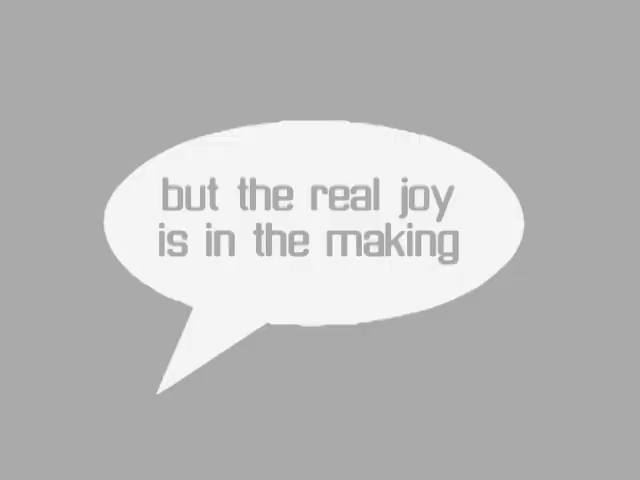 but the real joy
is in the making